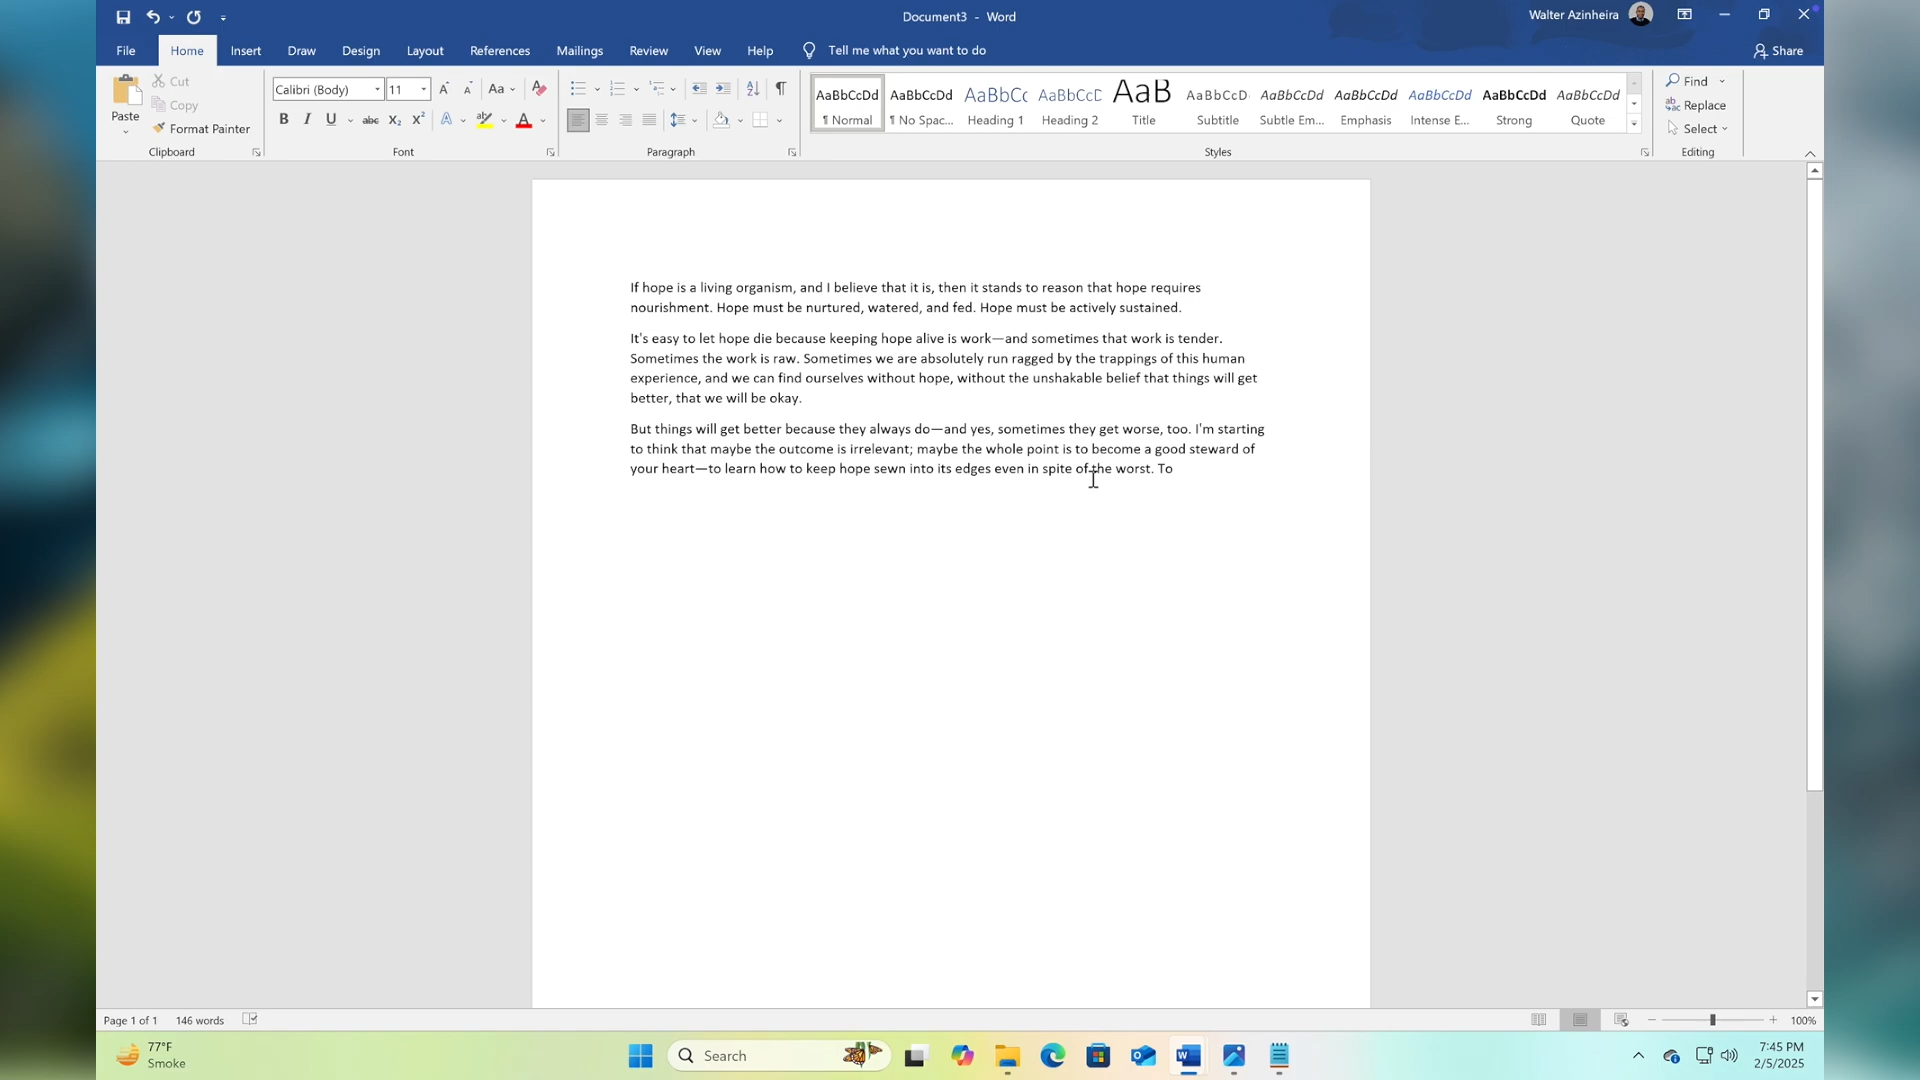 Document3 - Word
Walter Azinheira
File Home Insert Draw Design Layout References Mailings Review View Help Tell me what you want to do
Share
Paste
Cut
Copy
Format Painter
Clipboard
Calibri (Body) 11
Font
Paragraph
AaBbCcDd AaBbCcDd AaBbCc AaBbCcD AaB AaBbCcD AaBbCcDd AaBbCcDd AaBbCcDd AaBbCcDd AaBbCcDd
¶ Normal ¶ No Spac... Heading 1 Heading 2 Title Subtitle Subtle Em... Emphasis Intense E... Strong Quote
Styles
Find
Replace
Select
Editing
If hope is a living organism, and I believe that it is, then it stands to reason that hope requires
nourishment. Hope must be nurtured, watered, and fed. Hope must be actively sustained.
It's easy to let hope die because keeping hope alive is work—and sometimes that work is tender.
Sometimes the work is raw. Sometimes we are absolutely run ragged by the trappings of this human
experience, and we can find ourselves without hope, without the unshakable belief that things will get
better, that we will be okay.
But things will get better because they always do—and yes, sometimes they get worse, too. I'm starting
to think that maybe the outcome is irrelevant; maybe the whole point is to become a good steward of
your heart—to learn how to keep hope sewn into its edges even in spite of the worst. To
Page 1 of 1 146 words
100%
77°F
Smoke
Search
7:45 PM
2/5/2025